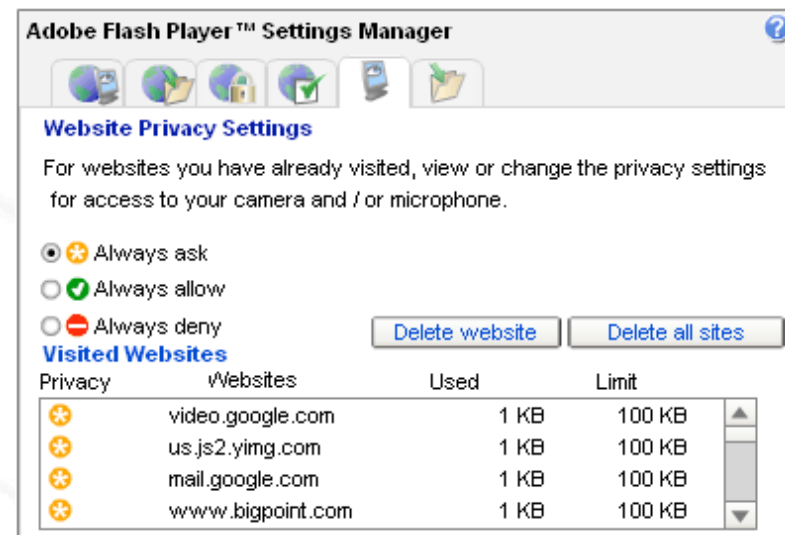 Adobe Flash Player™ Settings Manager
?
Website Privacy Settings
For websites you have already visited, view or change the privacy settings
for access to your camera and / or microphone.
Always ask
Always allow
Always deny
Delete website
Delete all sites
Visited Websites
Privacy Websites Used Limit
video.google.com 1 KB 100 KB
us.js2.yimg.com 1 KB 100 KB
mail.google.com 1 KB 100 KB
www.bigpoint.com 1 KB 100 KB